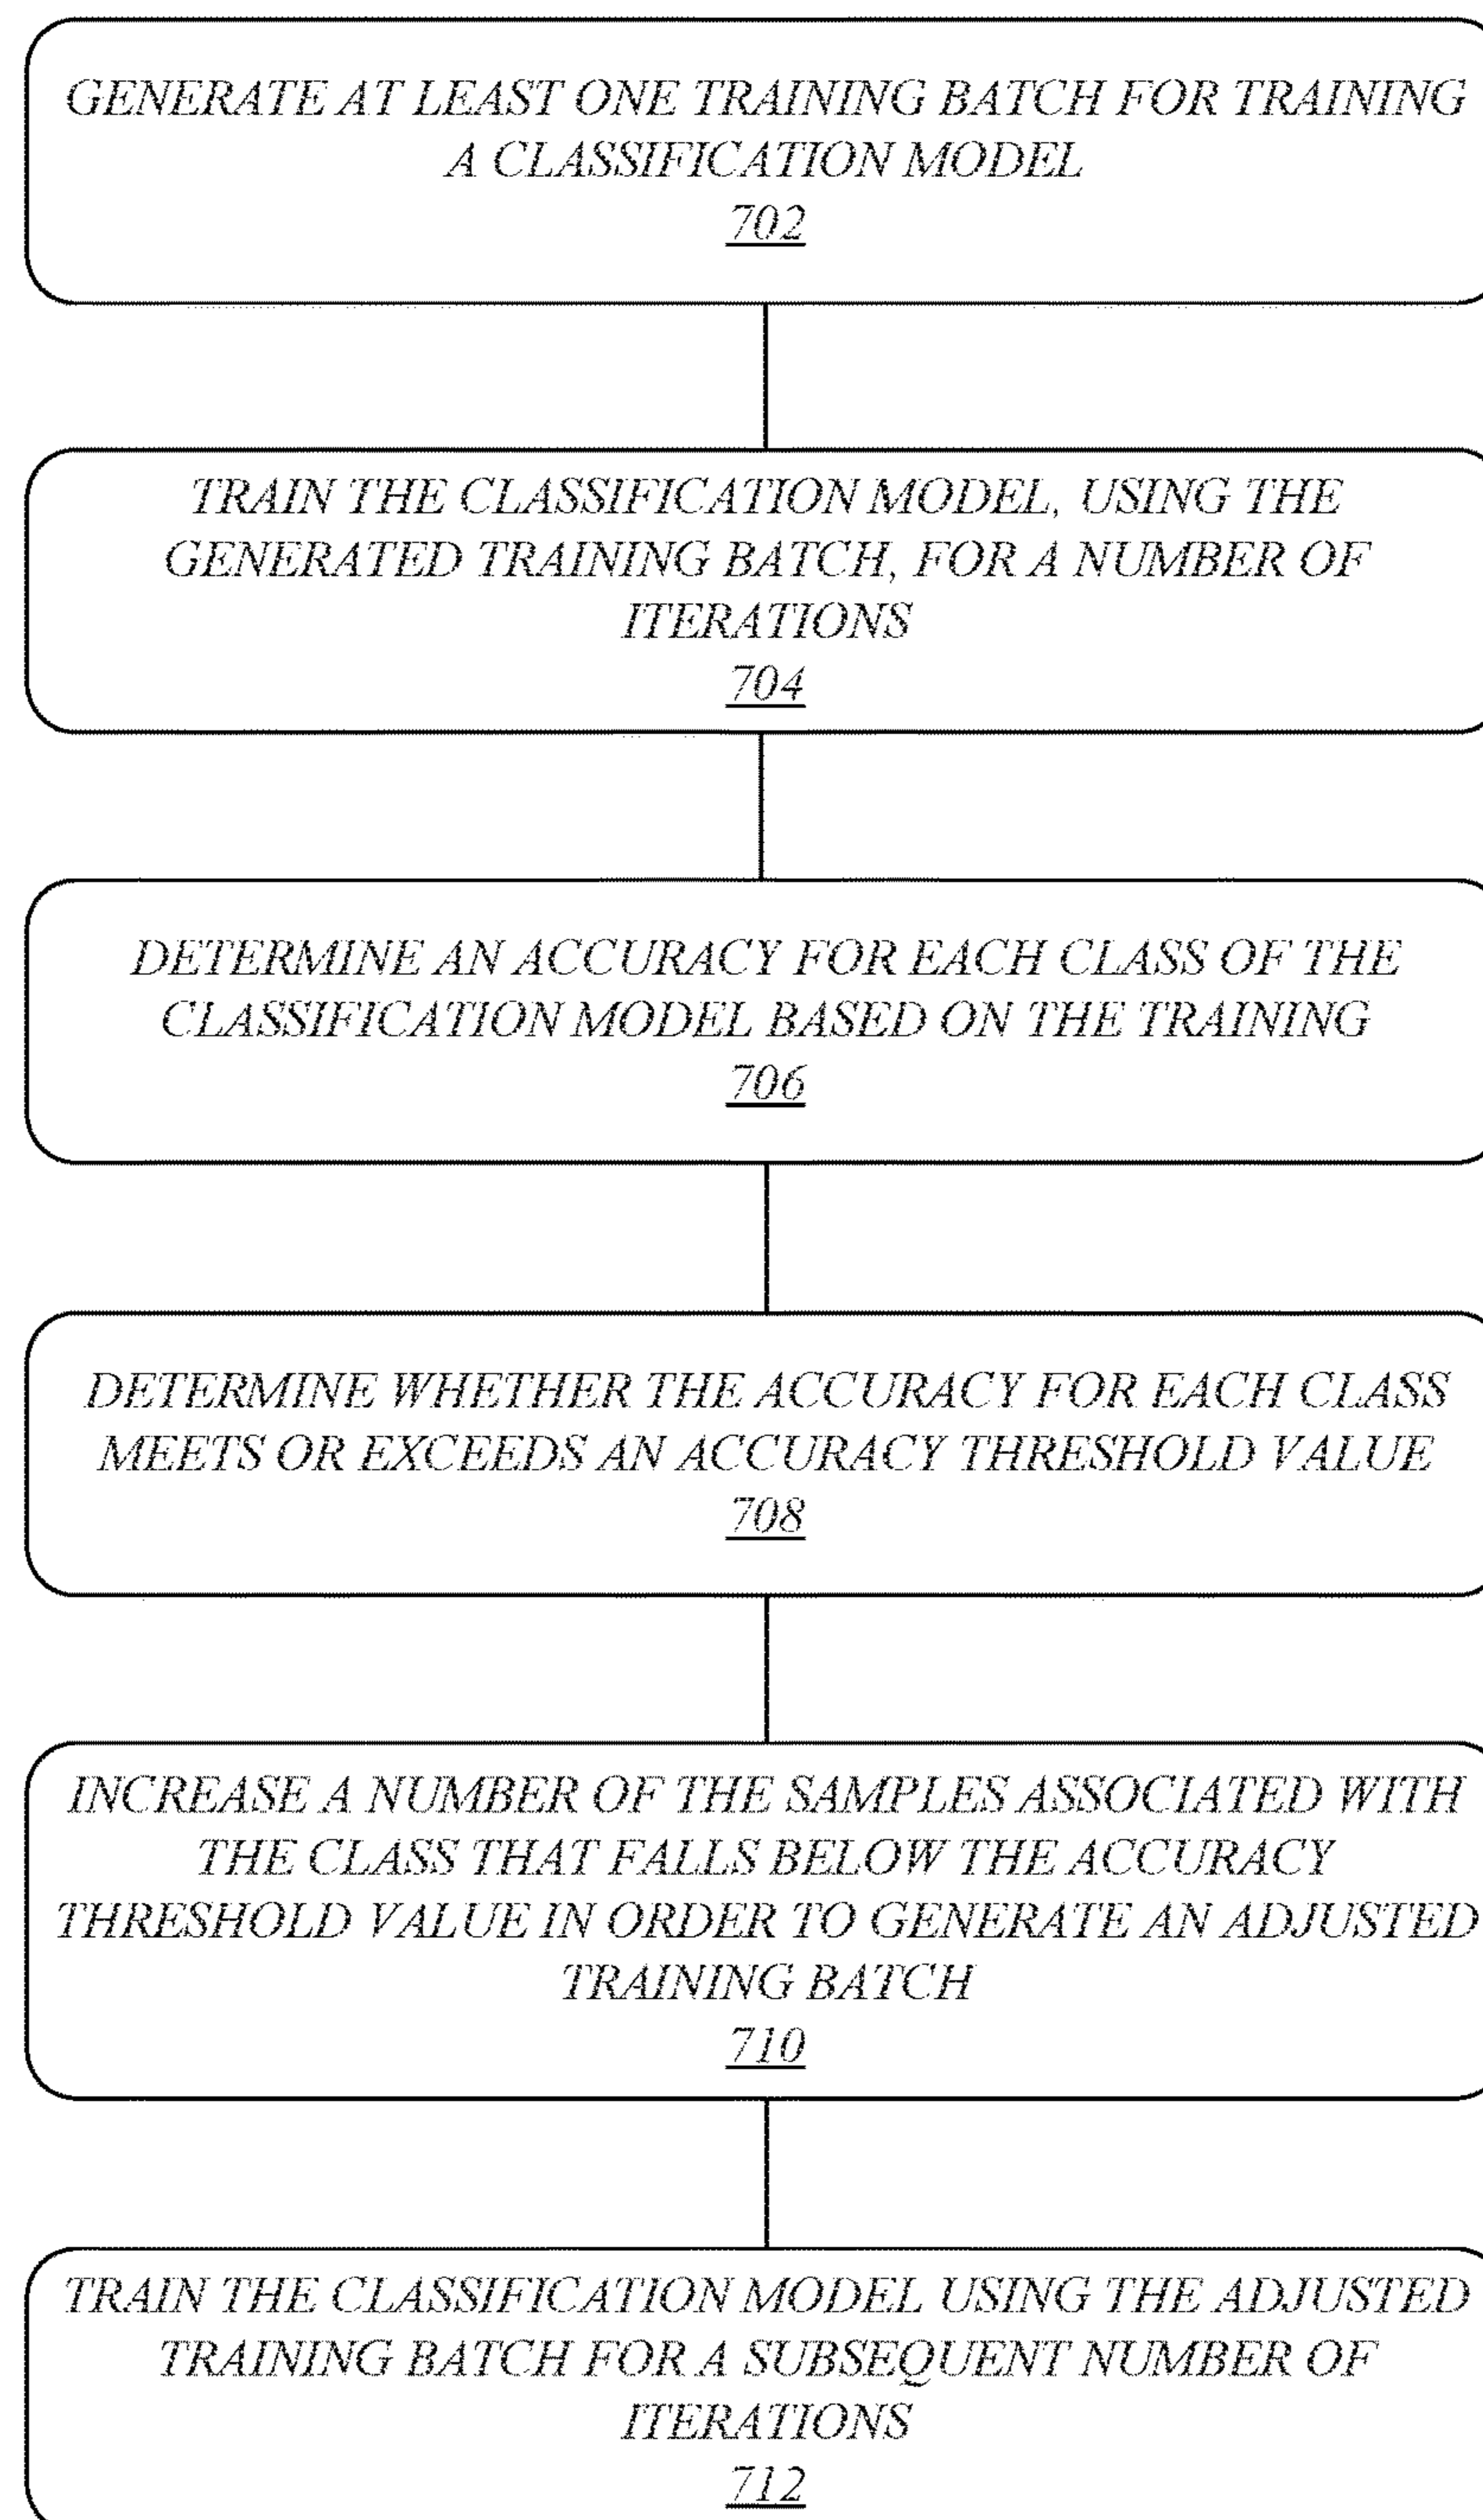 GENERATE AT LEAST ONE TRAINING BATCH FOR TRAINING
A CLASSIFICATION MODEL
702
TRAIN THE CLASSIFICATION MODEL, USING THE
GENERATED TRAINING BATCH, FOR A NUMBER OF
ITERATIONS
704
DETERMINE AN ACCURACY FOR EACH CLASS OF THE
CLASSIFICATION MODEL BASED ON THE TRAINING
706
DETERMINE WHETHER THE ACCURACY FOR EACH CLASS
MEETS OR EXCEEDS AN ACCURACY THRESHOLD VALUE
708
INCREASE A NUMBER OF THE SAMPLES ASSOCIATED WITH
THE CLASS THAT FALLS BELOW THE ACCURACY
THRESHOLD VALUE IN ORDER TO GENERATE AN ADJUSTED
TRAINING BATCH
710
TRAIN THE CLASSIFICATION MODEL USING THE ADJUSTED
TRAINING BATCH FOR A SUBSEQUENT NUMBER OF
ITERATIONS
712